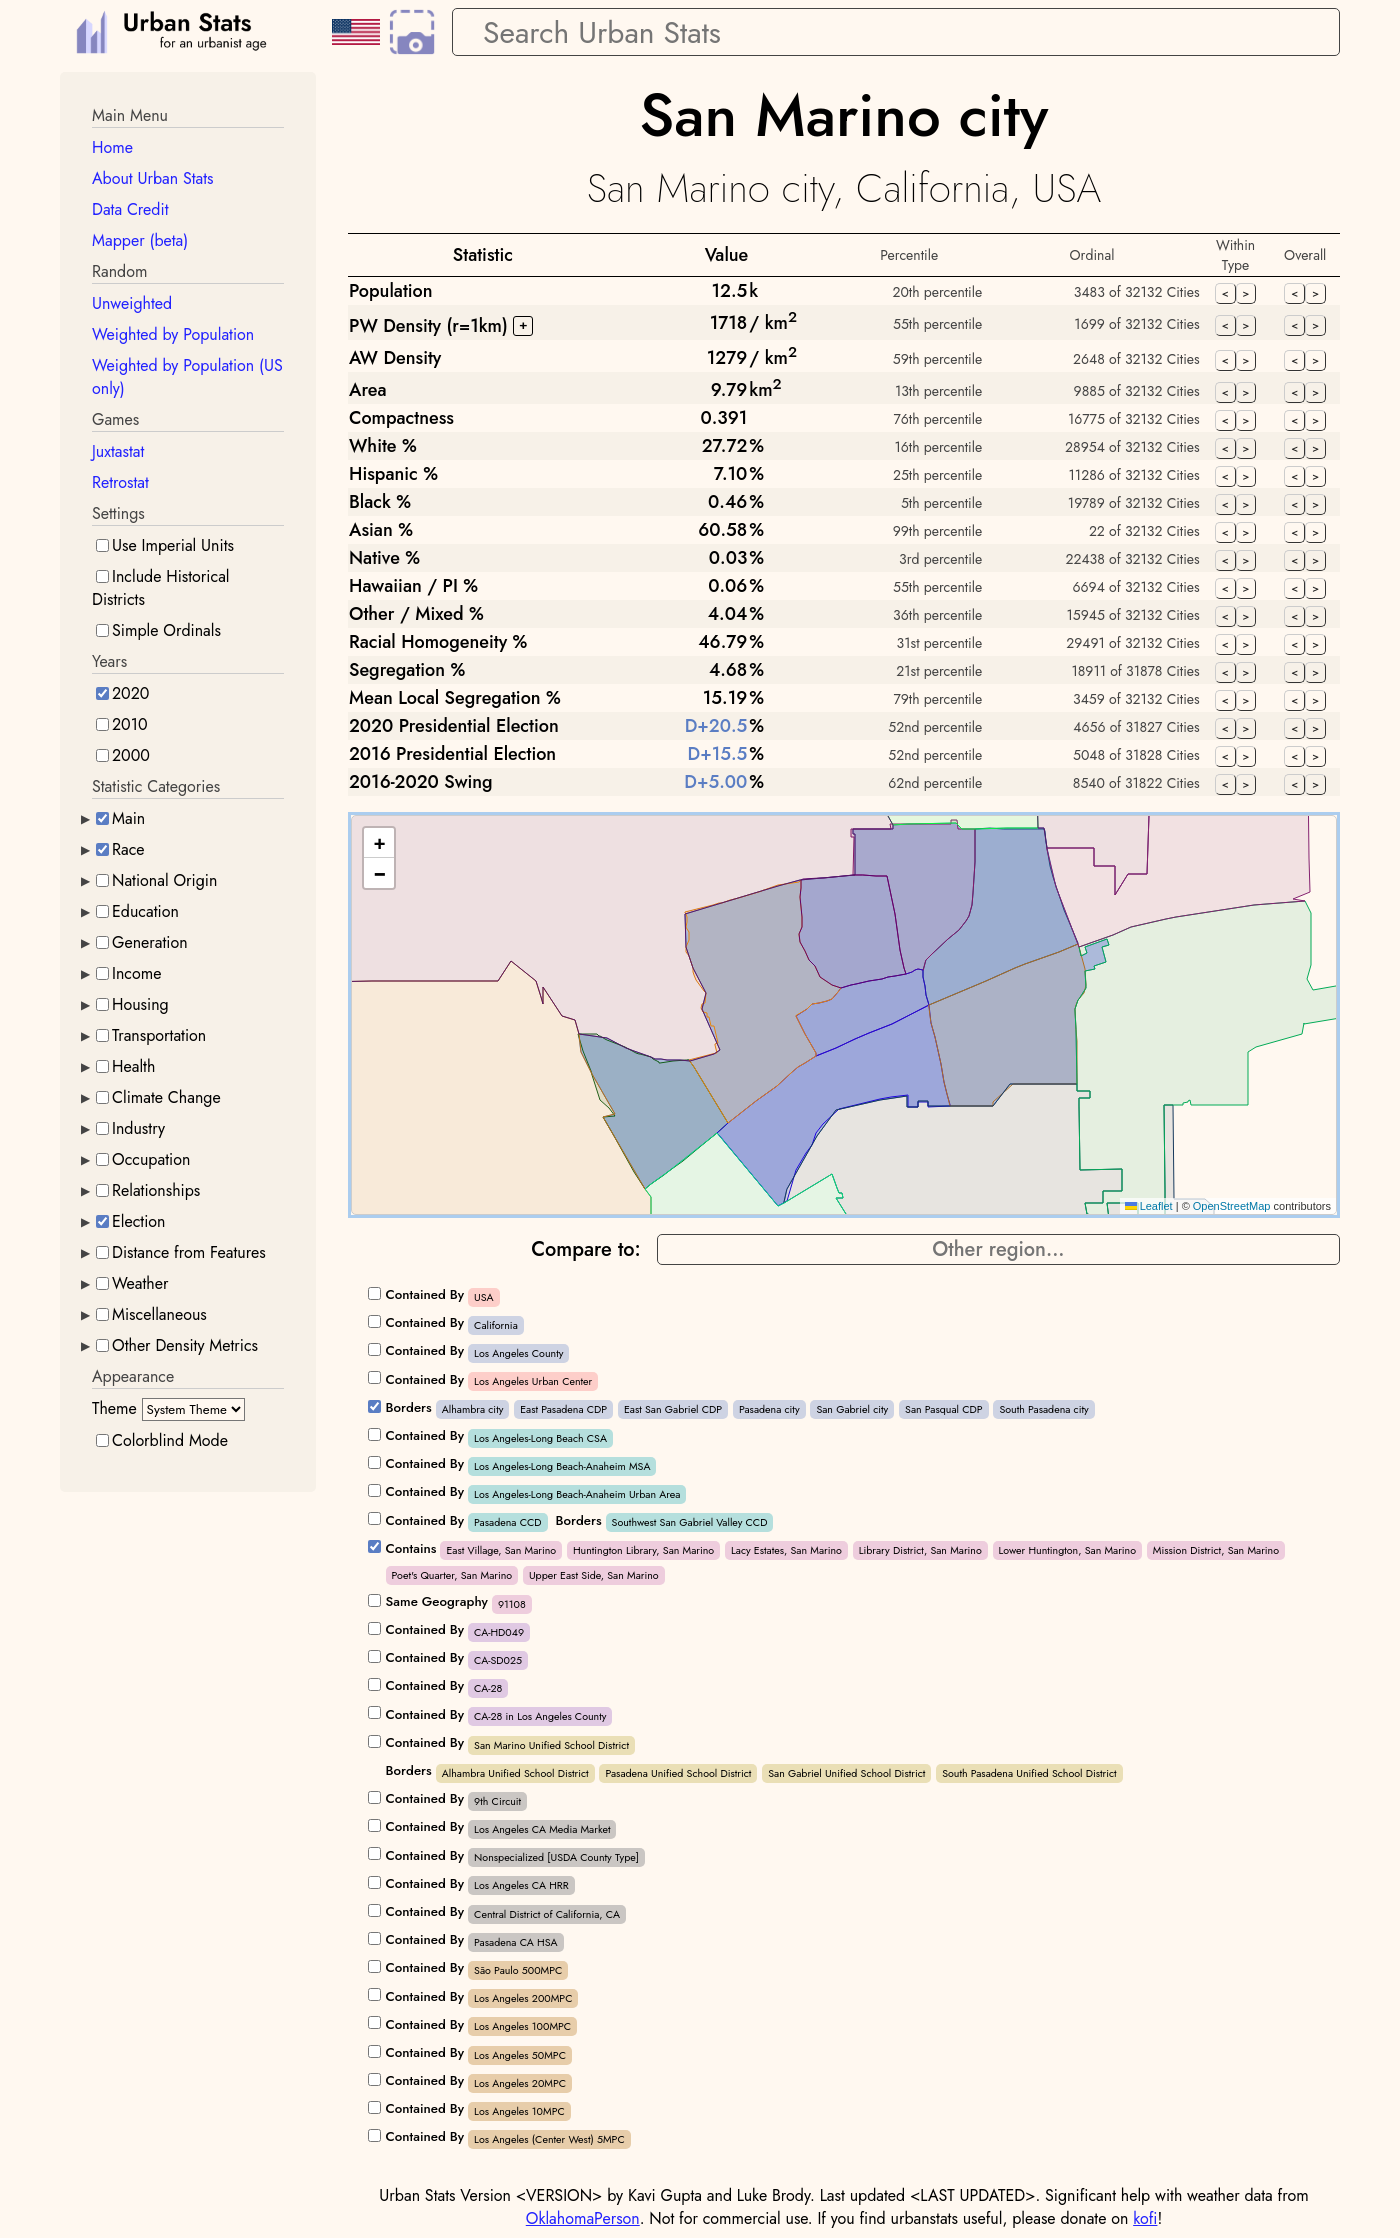 Urban Stats
for an urbanist age
Search Urban Stats
Main Menu
Home
About Urban Stats
Data Credit
Mapper (beta)
Random
Unweighted
Weighted by Population
Weighted by Population (US
only)
Games
Juxtastat
Retrostat
Settings
Use Imperial Units
Include Historical
Districts
Simple Ordinals
Years
2020
2010
2000
Statistic Categories
Main
Race
National Origin
Education
Generation
Income
Housing
Transportation
Health
Climate Change
Industry
Occupation
Relationships
Election
Distance from Features
Weather
Miscellaneous
Other Density Metrics
Appearance
Theme System Theme
Colorblind Mode
San Marino city
San Marino city, California, USA
Statistic Value Percentile Ordinal Within Type Overall
Population 12.5 k 20th percentile 3483 of 32132 Cities < > < >
PW Density (r=1km) + 1718 / km2 55th percentile 1699 of 32132 Cities < > < >
AW Density 1279 / km2 59th percentile 2648 of 32132 Cities < > < >
Area 9.79 km2 13th percentile 9885 of 32132 Cities < > < >
Compactness 0.391 76th percentile 16775 of 32132 Cities < > < >
White % 27.72 % 16th percentile 28954 of 32132 Cities < > < >
Hispanic % 7.10 % 25th percentile 11286 of 32132 Cities < > < >
Black % 0.46 % 5th percentile 19789 of 32132 Cities < > < >
Asian % 60.58 % 99th percentile 22 of 32132 Cities < > < >
Native % 0.03 % 3rd percentile 22438 of 32132 Cities < > < >
Hawaiian / PI % 0.06 % 55th percentile 6694 of 32132 Cities < > < >
Other / Mixed % 4.04 % 36th percentile 15945 of 32132 Cities < > < >
Racial Homogeneity % 46.79 % 31st percentile 29491 of 32132 Cities < > < >
Segregation % 4.68 % 21st percentile 18911 of 31878 Cities < > < >
Mean Local Segregation % 15.19 % 79th percentile 3459 of 32132 Cities < > < >
2020 Presidential Election D+20.5 % 52nd percentile 4656 of 31827 Cities < > < >
2016 Presidential Election D+15.5 % 52nd percentile 5048 of 31828 Cities < > < >
2016-2020 Swing D+5.00 % 62nd percentile 8540 of 31822 Cities < > < >
+
−
Leaflet | © OpenStreetMap contributors
Compare to: Other region...
Contained By USA
Contained By California
Contained By Los Angeles County
Contained By Los Angeles Urban Center
Borders Alhambra city East Pasadena CDP East San Gabriel CDP Pasadena city San Gabriel city San Pasqual CDP South Pasadena city
Contained By Los Angeles-Long Beach CSA
Contained By Los Angeles-Long Beach-Anaheim MSA
Contained By Los Angeles-Long Beach-Anaheim Urban Area
Contained By Pasadena CCD Borders Southwest San Gabriel Valley CCD
Contains East Village, San Marino Huntington Library, San Marino Lacy Estates, San Marino Library District, San Marino Lower Huntington, San Marino Mission District, San Marino
Poet's Quarter, San Marino Upper East Side, San Marino
Same Geography 91108
Contained By CA-HD049
Contained By CA-SD025
Contained By CA-28
Contained By CA-28 in Los Angeles County
Contained By San Marino Unified School District
Borders Alhambra Unified School District Pasadena Unified School District San Gabriel Unified School District South Pasadena Unified School District
Contained By 9th Circuit
Contained By Los Angeles CA Media Market
Contained By Nonspecialized [USDA County Type]
Contained By Los Angeles CA HRR
Contained By Central District of California, CA
Contained By Pasadena CA HSA
Contained By São Paulo 500MPC
Contained By Los Angeles 200MPC
Contained By Los Angeles 100MPC
Contained By Los Angeles 50MPC
Contained By Los Angeles 20MPC
Contained By Los Angeles 10MPC
Contained By Los Angeles (Center West) 5MPC
Urban Stats Version <VERSION> by Kavi Gupta and Luke Brody. Last updated <LAST UPDATED>. Significant help with weather data from
OklahomaPerson. Not for commercial use. If you find urbanstats useful, please donate on kofi!